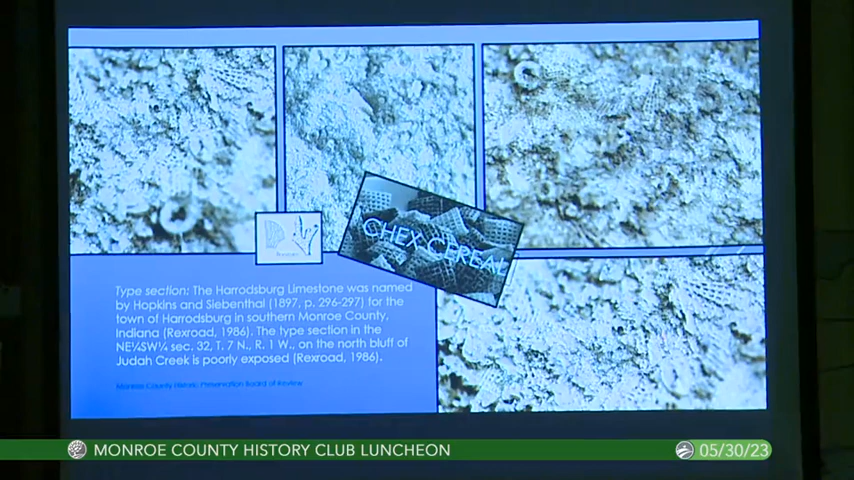 CHEX CEREAL
Type section: The Harrodsburg Limestone was named
by Hopkins and Siebenthal (1897, p. 296-297) for the
town of Harrodsburg in southern Monroe County,
Indiana (Rexroad, 1986). The type section in the
NE¼SW¼ sec. 32, T. 7 N., R. 1 W., on the north bluff of
Judah Creek is poorly exposed (Rexroad, 1986).
Monroe County Historic Preservation Board of Review
MONROE COUNTY HISTORY CLUB LUNCHEON
05/30/23